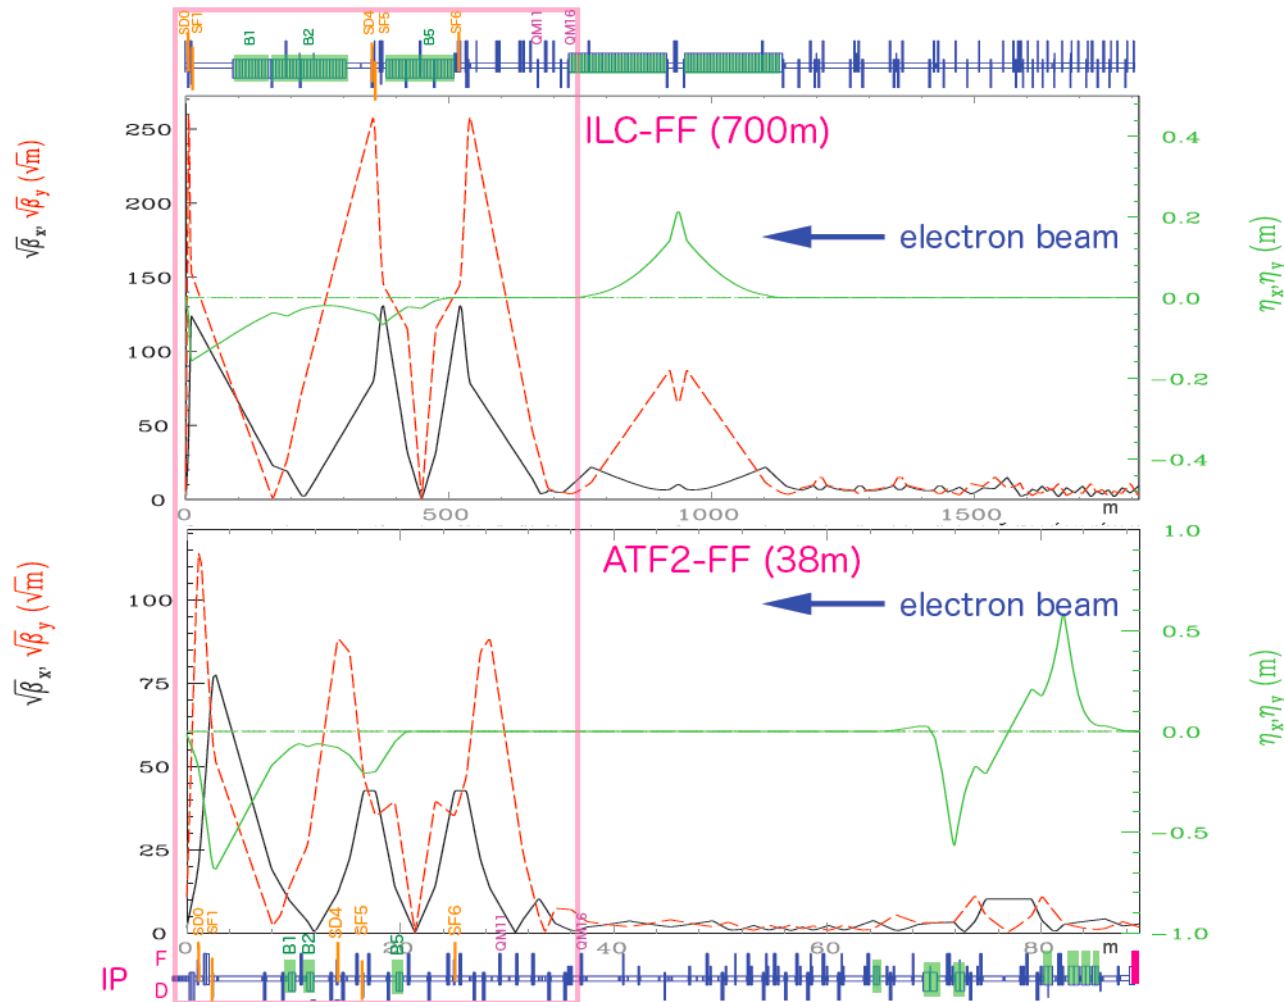 SD0 SF1 B1 B2 SD4 SF5 B5 SF6 QM11 QM16
ILC-FF (700m)
electron beam
√βx, √βy (√m)
250
200
150
100
50
0
0.4
0.2
0.0
−0.2
−0.4
ηx,ηy (m)
0 500 1000 1500 m
ATF2-FF (38m)
electron beam
√βx, √βy (√m)
100
75
50
25
0
1.0
0.5
0.0
−0.5
−1.0
ηx,ηy (m)
0 20 40 60 80 m
SD0 SF1 B1 B2 SD4 SF5 B5 SF6 QM11 QM16
IP F
D